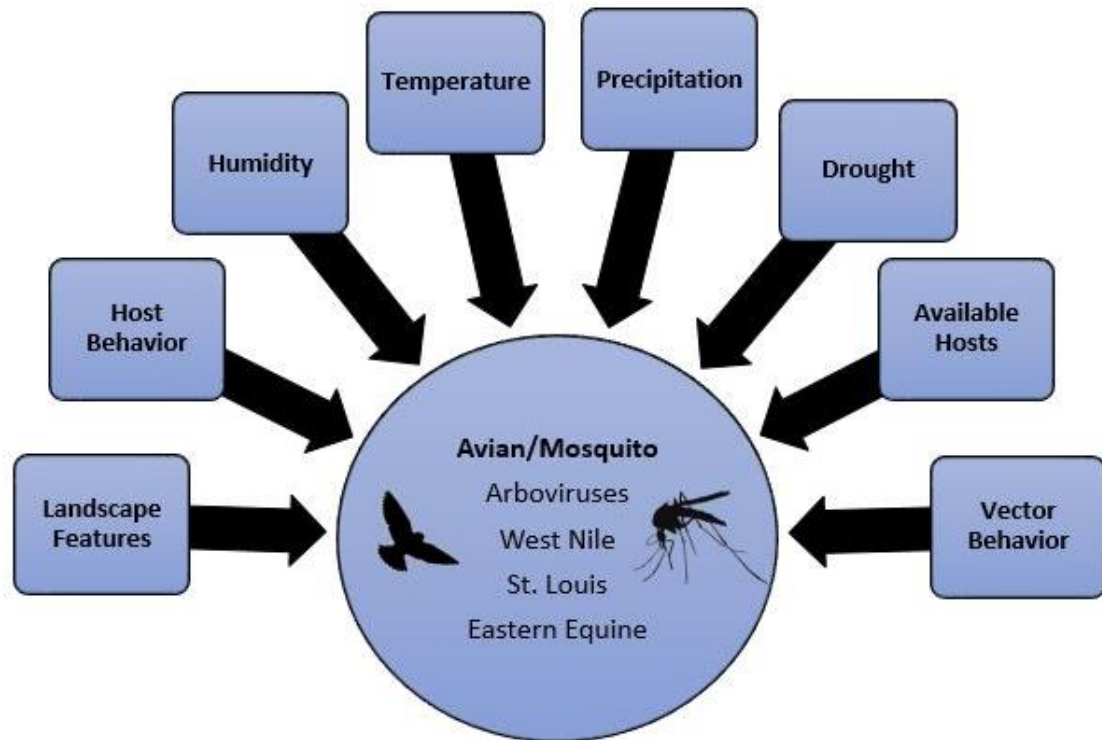 Temperature
Precipitation
Humidity
Drought
Host
Behavior
Available
Hosts
Landscape
Features
Vector
Behavior
Avian/Mosquito
Arboviruses
West Nile
St. Louis
Eastern Equine